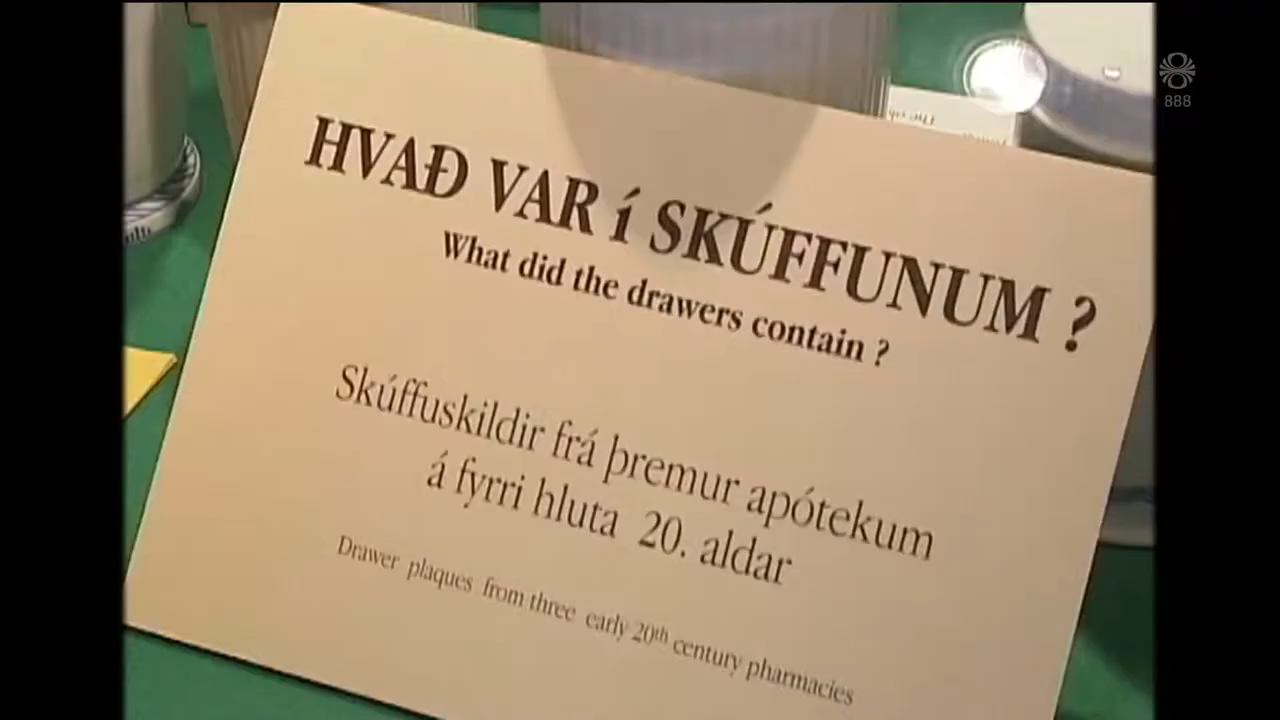 HVAÐ VAR í SKÚFFUNUM ?
What did the drawers contain ?
Skúffuskildir frá þremur apótekum
á fyrri hluta 20. aldar
Drawer plaques from three early 20th century pharmacies
888